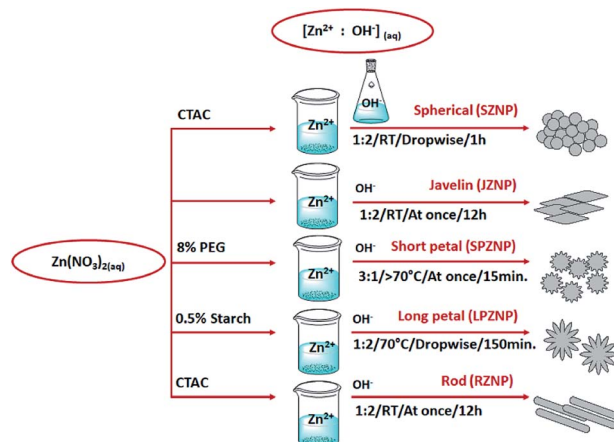 [Zn²⁺ : OH⁻] (aq)
OH⁻
CTAC
Zn²⁺
Spherical (SZNP)
1:2/RT/Dropwise/1h
Zn²⁺
OH⁻
Javelin (JZNP)
1:2/RT/At once/12h
Zn(NO₃)₂(aq)
8% PEG
Zn²⁺
OH⁻
Short petal (SPZNP)
3:1/>70°C/At once/15min.
0.5% Starch
Zn²⁺
OH⁻
Long petal (LPZNP)
1:2/70°C/Dropwise/150min.
CTAC
Zn²⁺
OH⁻
Rod (RZNP)
1:2/RT/At once/12h